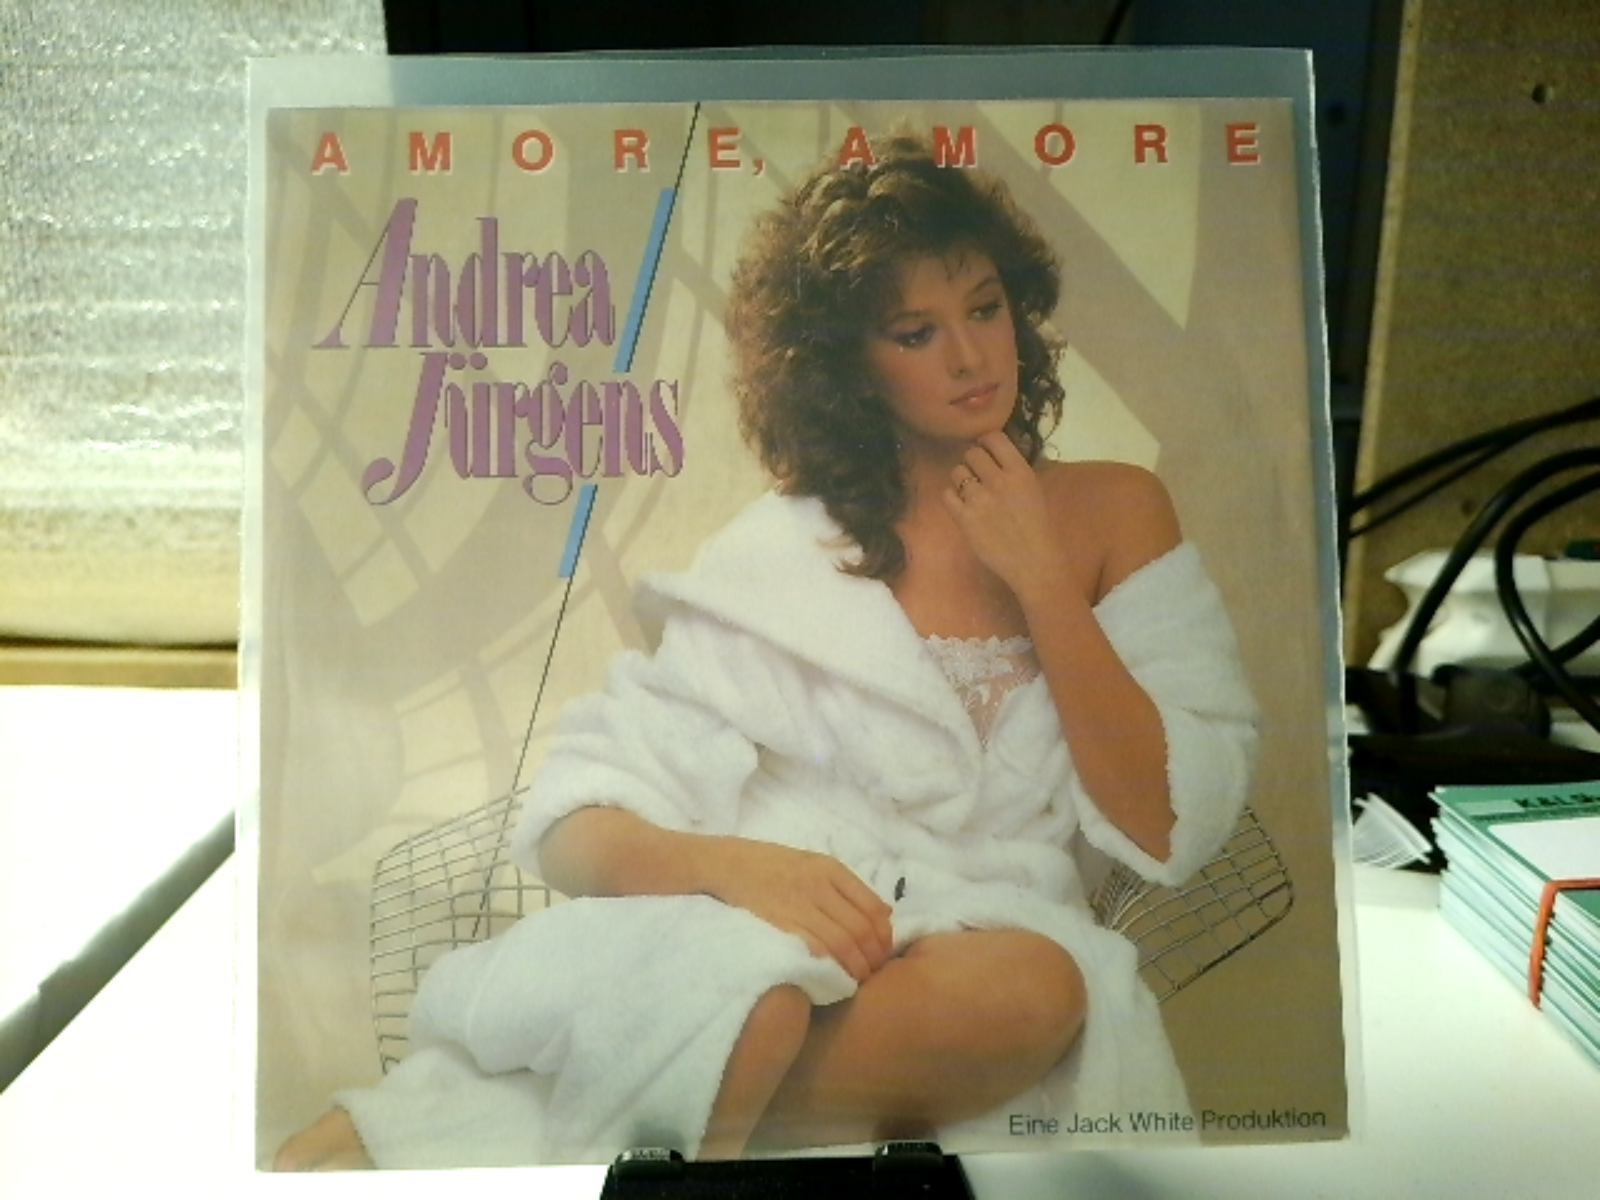 AMORE, AMORE
Andrea
Jürgens
Eine Jack White Produktion